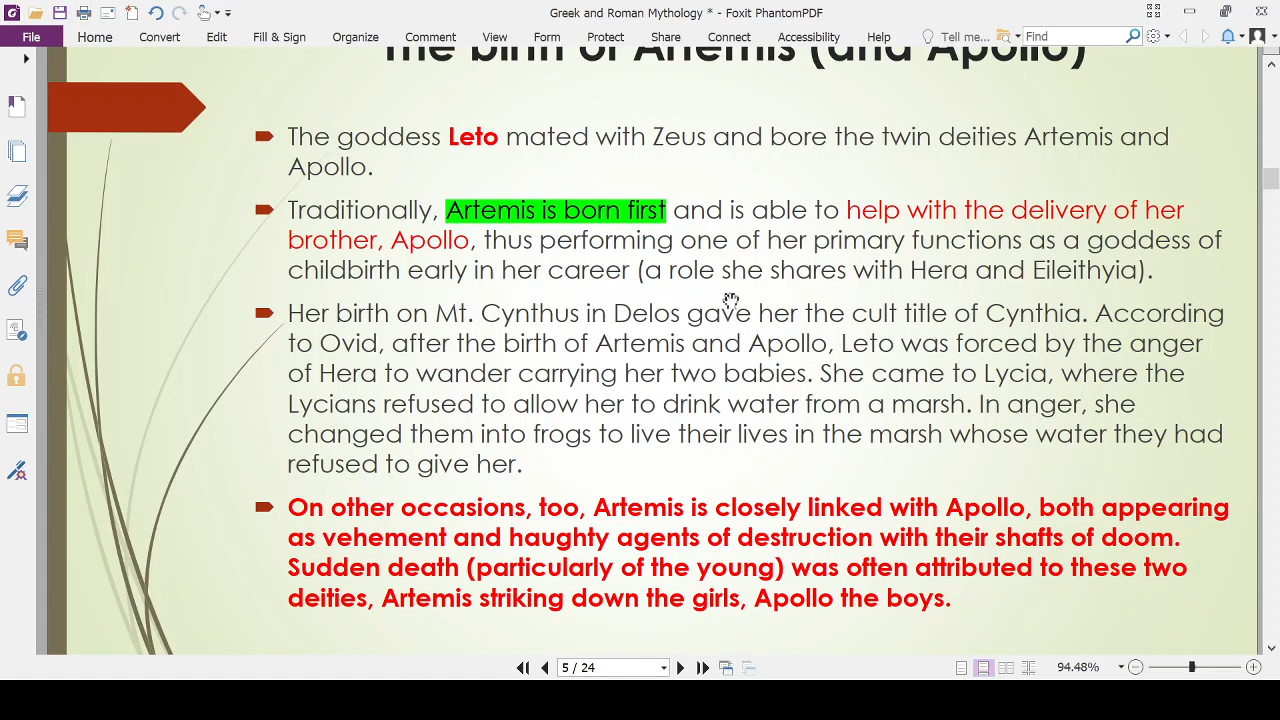 Greek and Roman Mythology * - Foxit PhantomPDF
File Home Convert Edit Fill & Sign Organize Comment View Form Protect Share Connect Accessibility Help Tell me... Find
The birth of Artemis (and Apollo)
The goddess Leto mated with Zeus and bore the twin deities Artemis and
Apollo.
Traditionally, Artemis is born first and is able to help with the delivery of her
brother, Apollo, thus performing one of her primary functions as a goddess of
childbirth early in her career (a role she shares with Hera and Eileithyia).
Her birth on Mt. Cynthus in Delos gave her the cult title of Cynthia. According
to Ovid, after the birth of Artemis and Apollo, Leto was forced by the anger
of Hera to wander carrying her two babies. She came to Lycia, where the
Lycians refused to allow her to drink water from a marsh. In anger, she
changed them into frogs to live their lives in the marsh whose water they had
refused to give her.
On other occasions, too, Artemis is closely linked with Apollo, both appearing
as vehement and haughty agents of destruction with their shafts of doom.
Sudden death (particularly of the young) was often attributed to these two
deities, Artemis striking down the girls, Apollo the boys.
5 / 24 94.48%